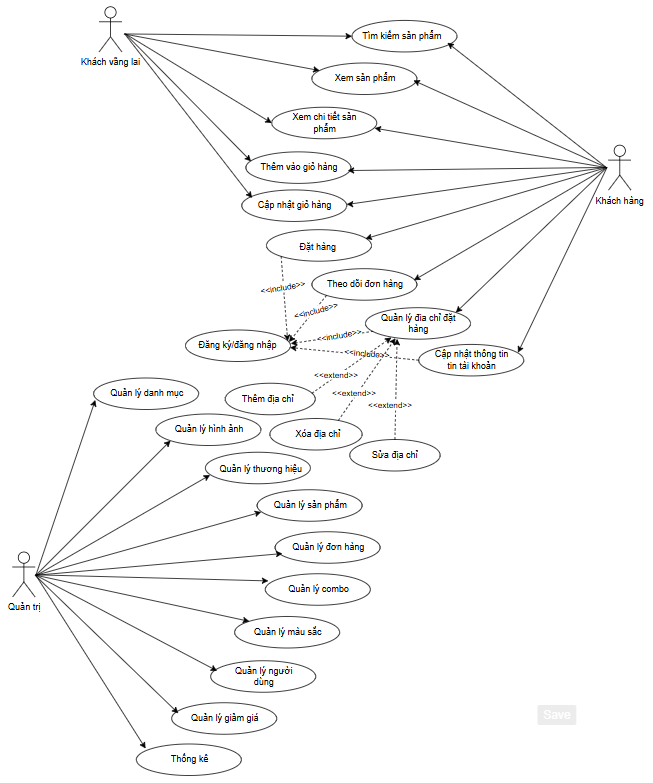 Tìm kiếm sản phẩm
Khách vãng lai
Xem sản phẩm
Xem chi tiết sản
phẩm
Thêm vào giỏ hàng
Khách hàng
Cập nhật giỏ hàng
Đặt hàng
<<include>>
Theo dõi đơn hàng
<<include>>
Quản lý địa chỉ đặt
hàng
<<include>>
Đăng ký/đăng nhập
<<include>>
Cập nhật thông tin
tin tài khoản
<<extend>>
Quản lý danh mục
<<extend>>
Thêm địa chỉ
<<extend>>
Quản lý hình ảnh
Xóa địa chỉ
Sửa địa chỉ
Quản lý thương hiệu
Quản lý sản phẩm
Quản lý đơn hàng
Quản lý combo
Quản trị
Quản lý màu sắc
Quản lý người
dùng
Quản lý giảm giá
Save
Thống kê